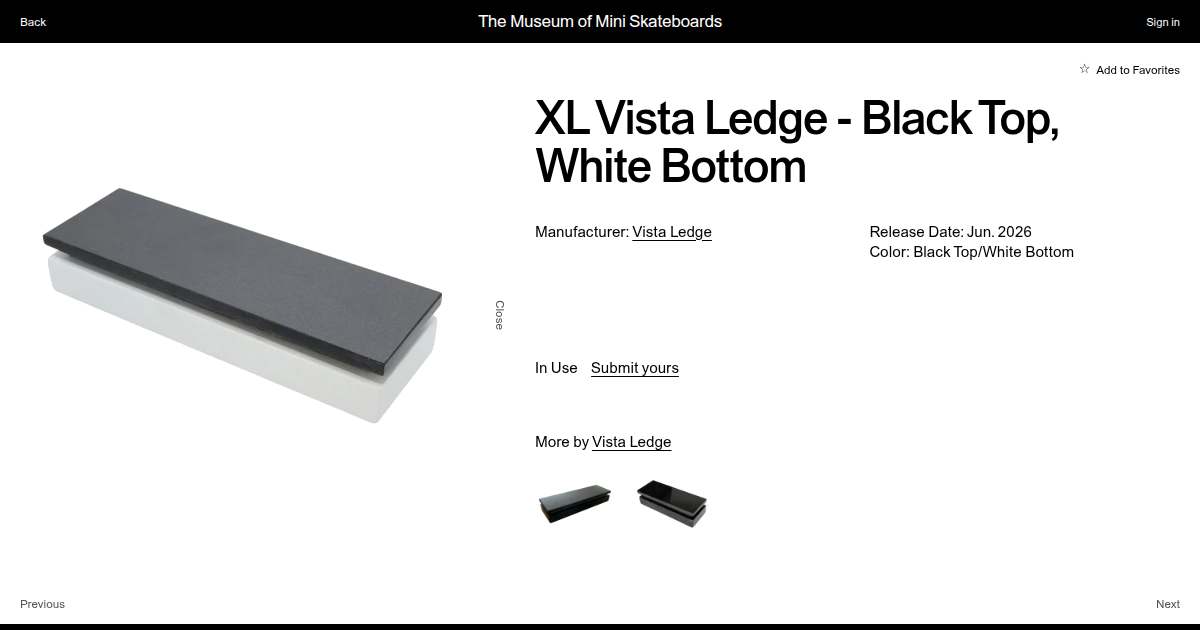 Back
The Museum of Mini Skateboards
Sign in
☆ Add to Favorites
XL Vista Ledge - Black Top,
White Bottom
Manufacturer: Vista Ledge
Release Date: Jun. 2026
Color: Black Top/White Bottom
Close
In Use Submit yours
More by Vista Ledge
Previous
Next